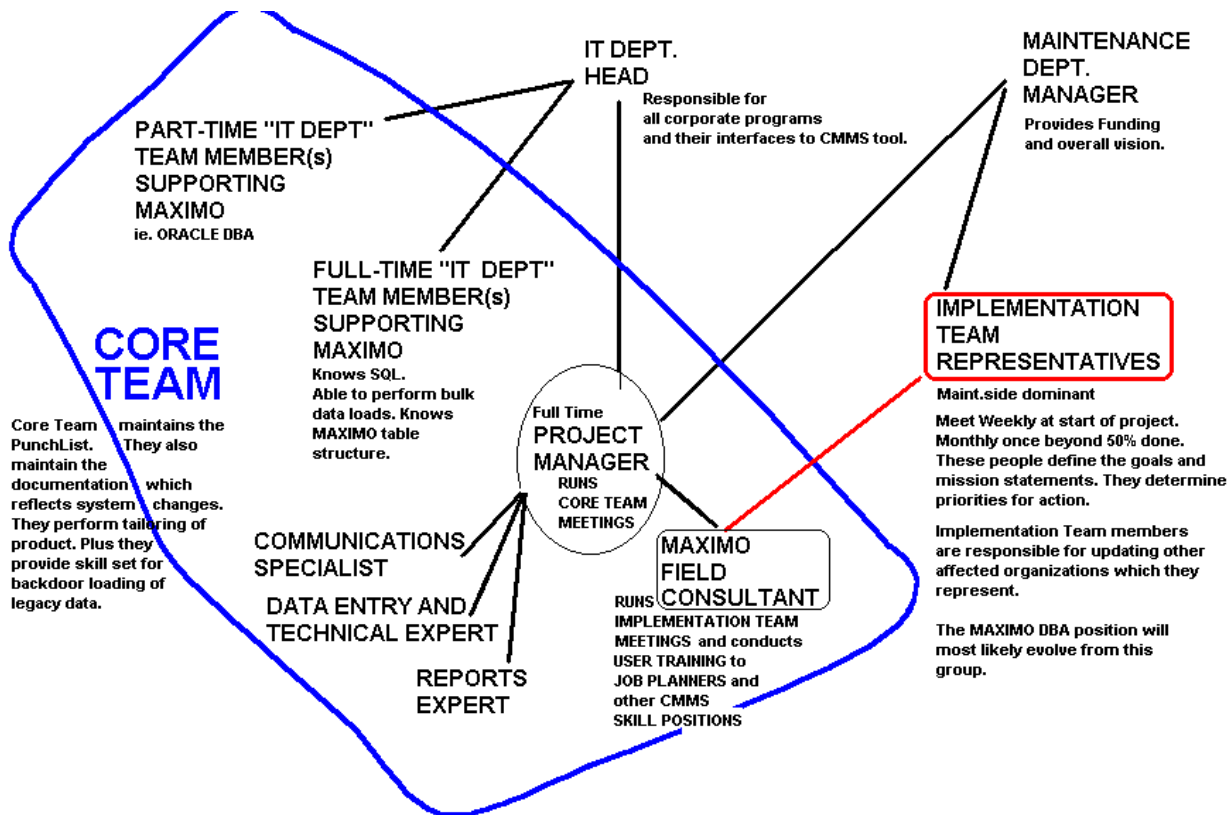 IT DEPT.
HEAD
Responsible for
all corporate programs
and their interfaces to CMMS tool.
MAINTENANCE
DEPT.
MANAGER
Provides Funding
and overall vision.
PART-TIME "IT DEPT"
TEAM MEMBER(s)
SUPPORTING
MAXIMO
ie. ORACLE DBA
FULL-TIME "IT DEPT"
TEAM MEMBER(s)
SUPPORTING
MAXIMO
Knows SQL.
Able to perform bulk
data loads. Knows
MAXIMO table
structure.
CORE
TEAM
Core Team maintains the
PunchList. They also
maintain the
documentation which
reflects system changes.
They perform tailering of
product. Plus they
provide skill set for
backdoor loading of
legacy data.
Full Time
PROJECT
MANAGER
RUNS
CORE TEAM
MEETINGS
IMPLEMENTATION
TEAM
REPRESENTATIVES
Maint.side dominant
Meet Weekly at start of project.
Monthly once beyond 50% done.
These people define the goals and
mission statements. They determine
priorities for action.
Implementation Team members
are responsible for updating other
affected organizations which they
represent.
The MAXIMO DBA position will
most likely evolve from this
group.
COMMUNICATIONS
SPECIALIST
DATA ENTRY AND
TECHNICAL EXPERT
REPORTS
EXPERT
MAXIMO
FIELD
CONSULTANT
RUNS
IMPLEMENTATION TEAM
MEETINGS and conducts
USER TRAINING to
JOB PLANNERS and
other CMMS
SKILL POSITIONS